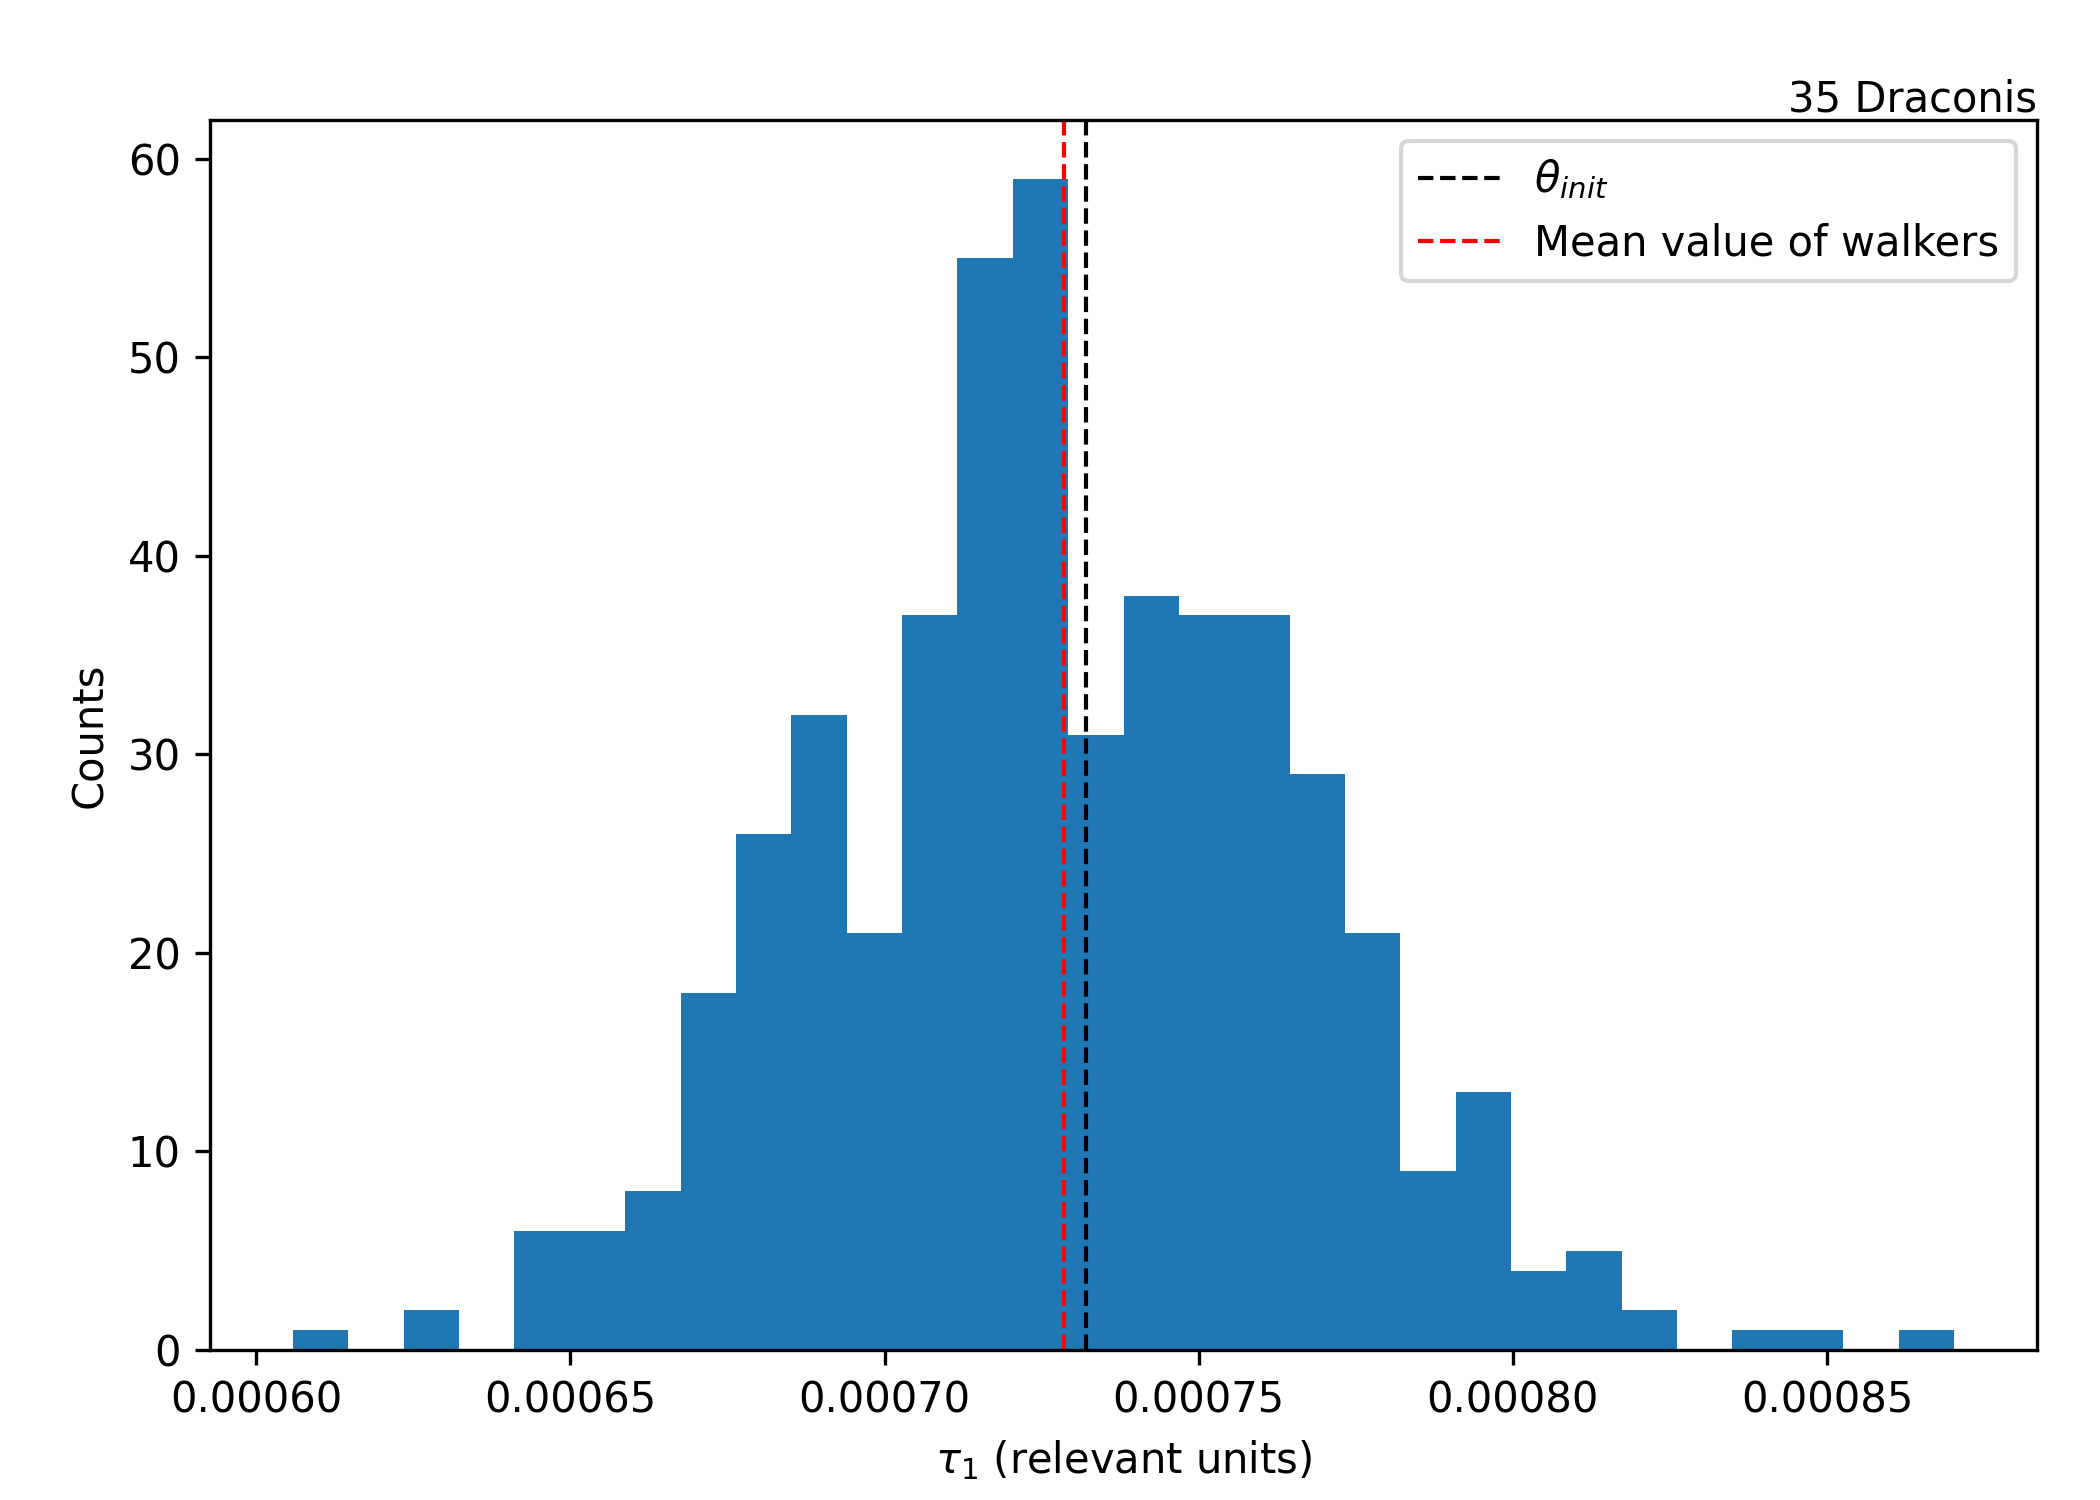 35 Draconis
60
50
40
30
20
10
0
Counts
θ_init
Mean value of walkers
0.00060 0.00065 0.00070 0.00075 0.00080 0.00085
τ₁ (relevant units)